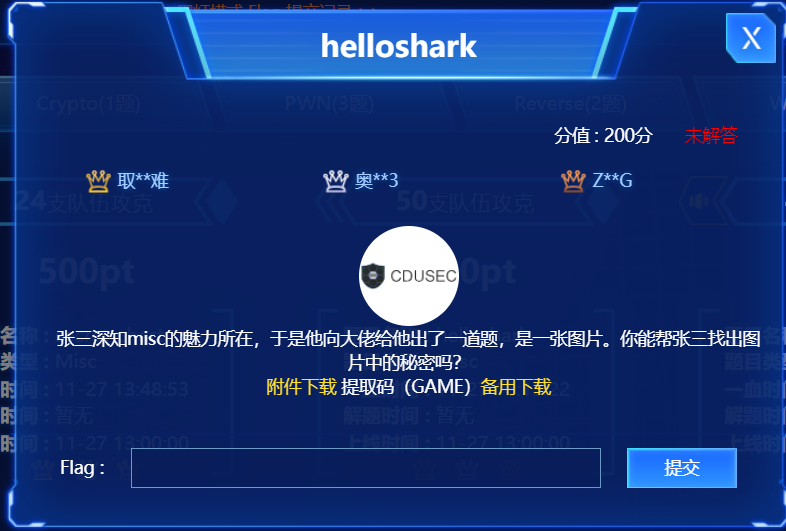 helloshark
X
Crypto(1题) PWN(3题) Reverse(2题)
分值 : 200分 未解答
取**难 奥**3 Z**G
24支队伍攻克 50支队伍攻克
500pt
CDUSEC
张三深知misc的魅力所在，于是他向大佬给他出了一道题，是一张图片。你能帮张三找出图
片中的秘密吗？
附件下载 提取码（GAME）备用下载
类型 : Misc
时间 : 11-27 13:48:53
时间 : 暂无 解题时间 : 暂无
时间 : 11-27 13:00:00 上线时间 : 11-27 13:00:00
Flag :
提交